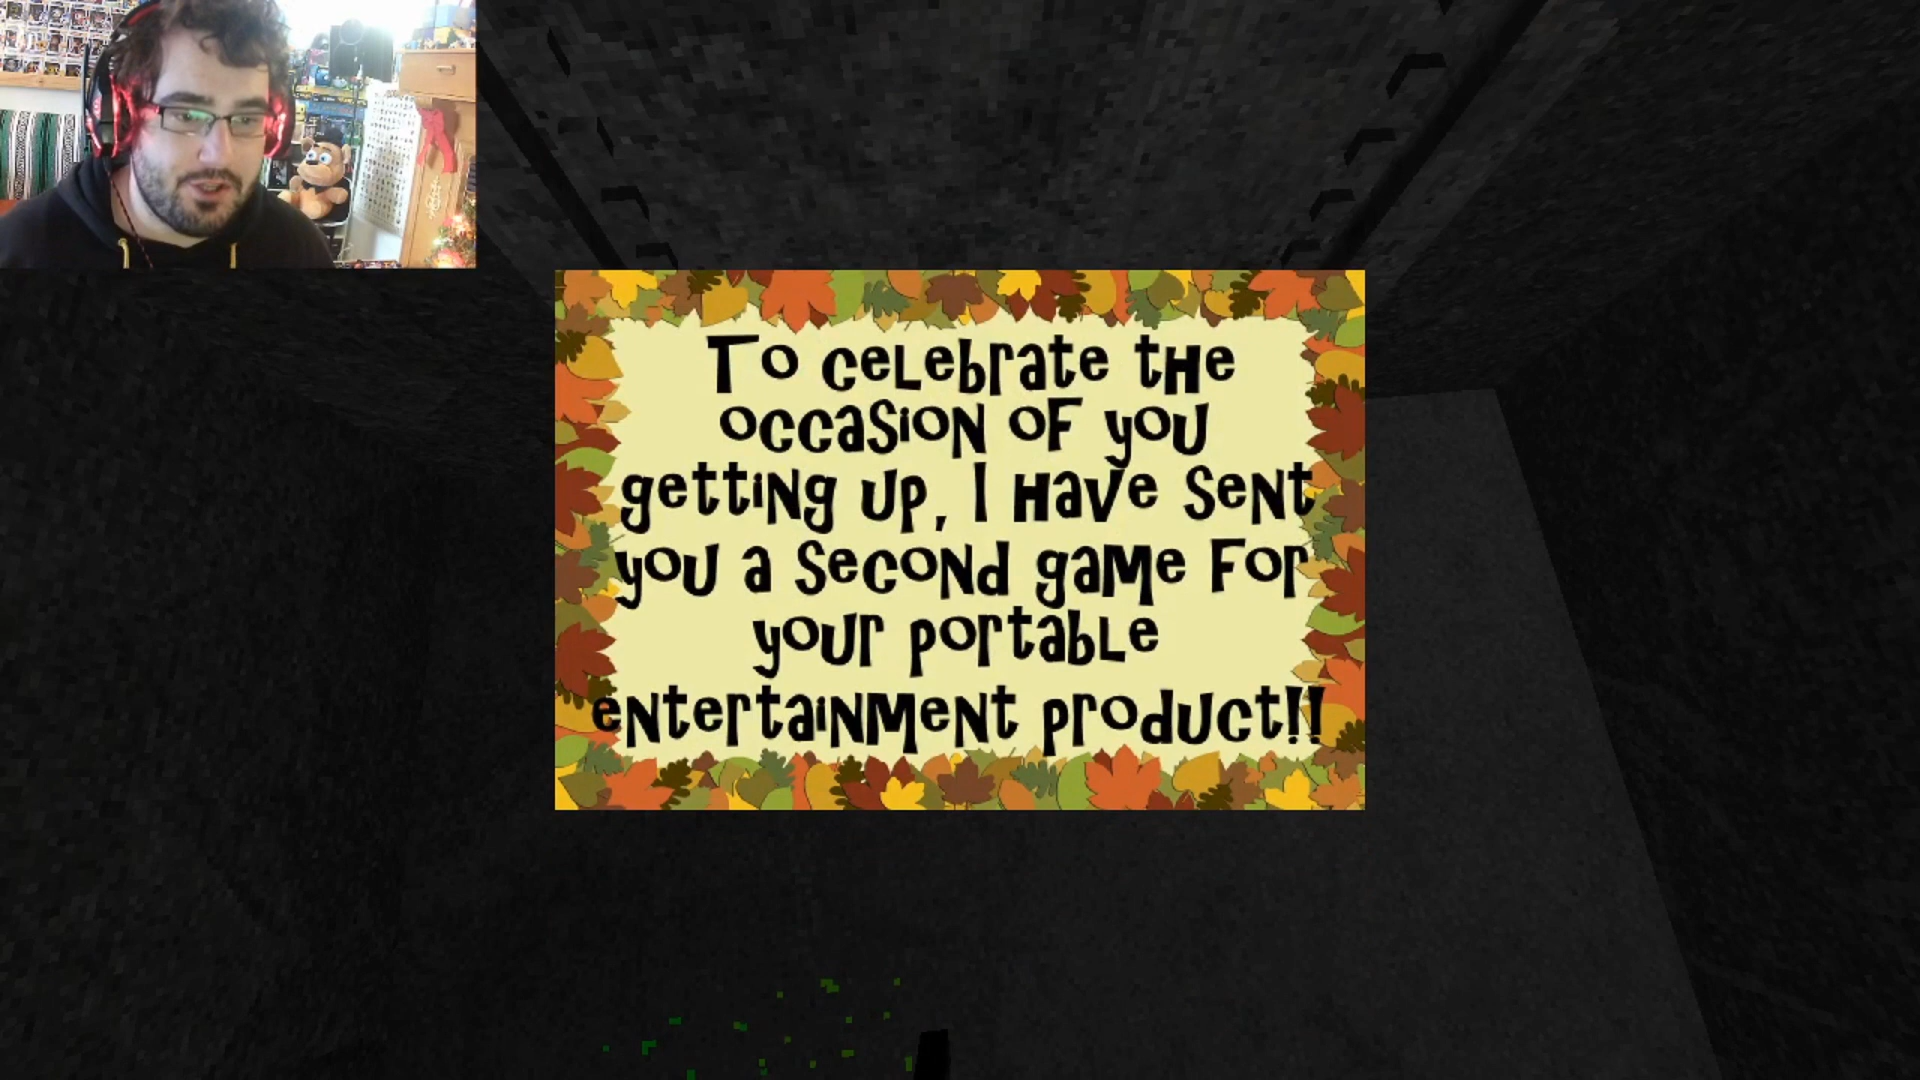 To celebrate the
occasion of you
getting up, I have sent
you a second game for
your portable
entertainment product!!